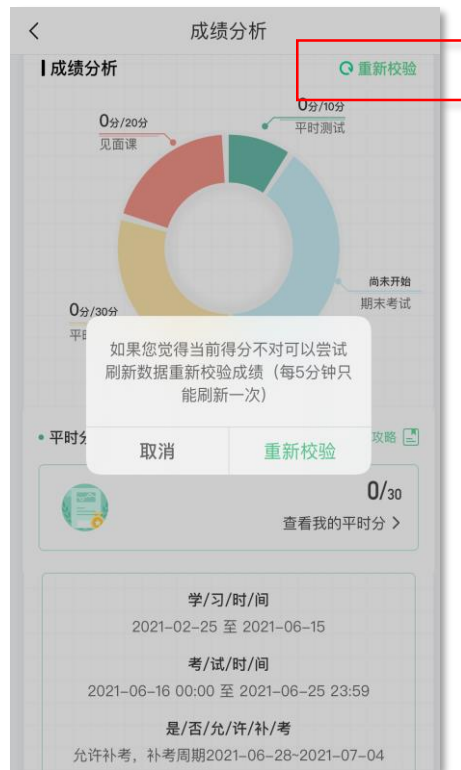 成绩分析
成绩分析
重新校验
0分/20分
见面课
0分/10分
平时测试
尚未开始
期末考试
0分/30分
平时
如果您觉得当前得分不对可以尝试
刷新数据重新校验成绩（每5分钟只
能刷新一次）
取消
重新校验
平时分
攻略
0/30
查看我的平时分
学/习/时/间
2021-02-25 至 2021-06-15
考/试/时/间
2021-06-16 00:00 至 2021-06-25 23:59
是/否/允/许/补/考
允许补考，补考周期2021-06-28~2021-07-04